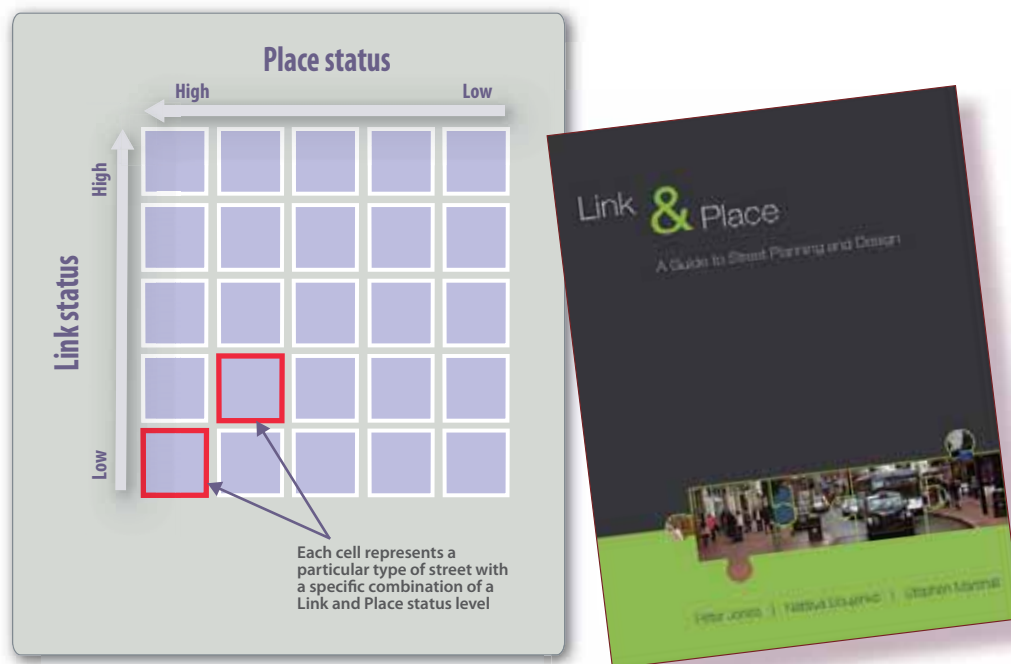 Place status
High
Low
High
Link status
Low
Each cell represents a
particular type of street with
a specific combination of a
Link and Place status level
Link & Place
A Guide to Street Planning and Design
Peter Jones | | Stephen Marshall